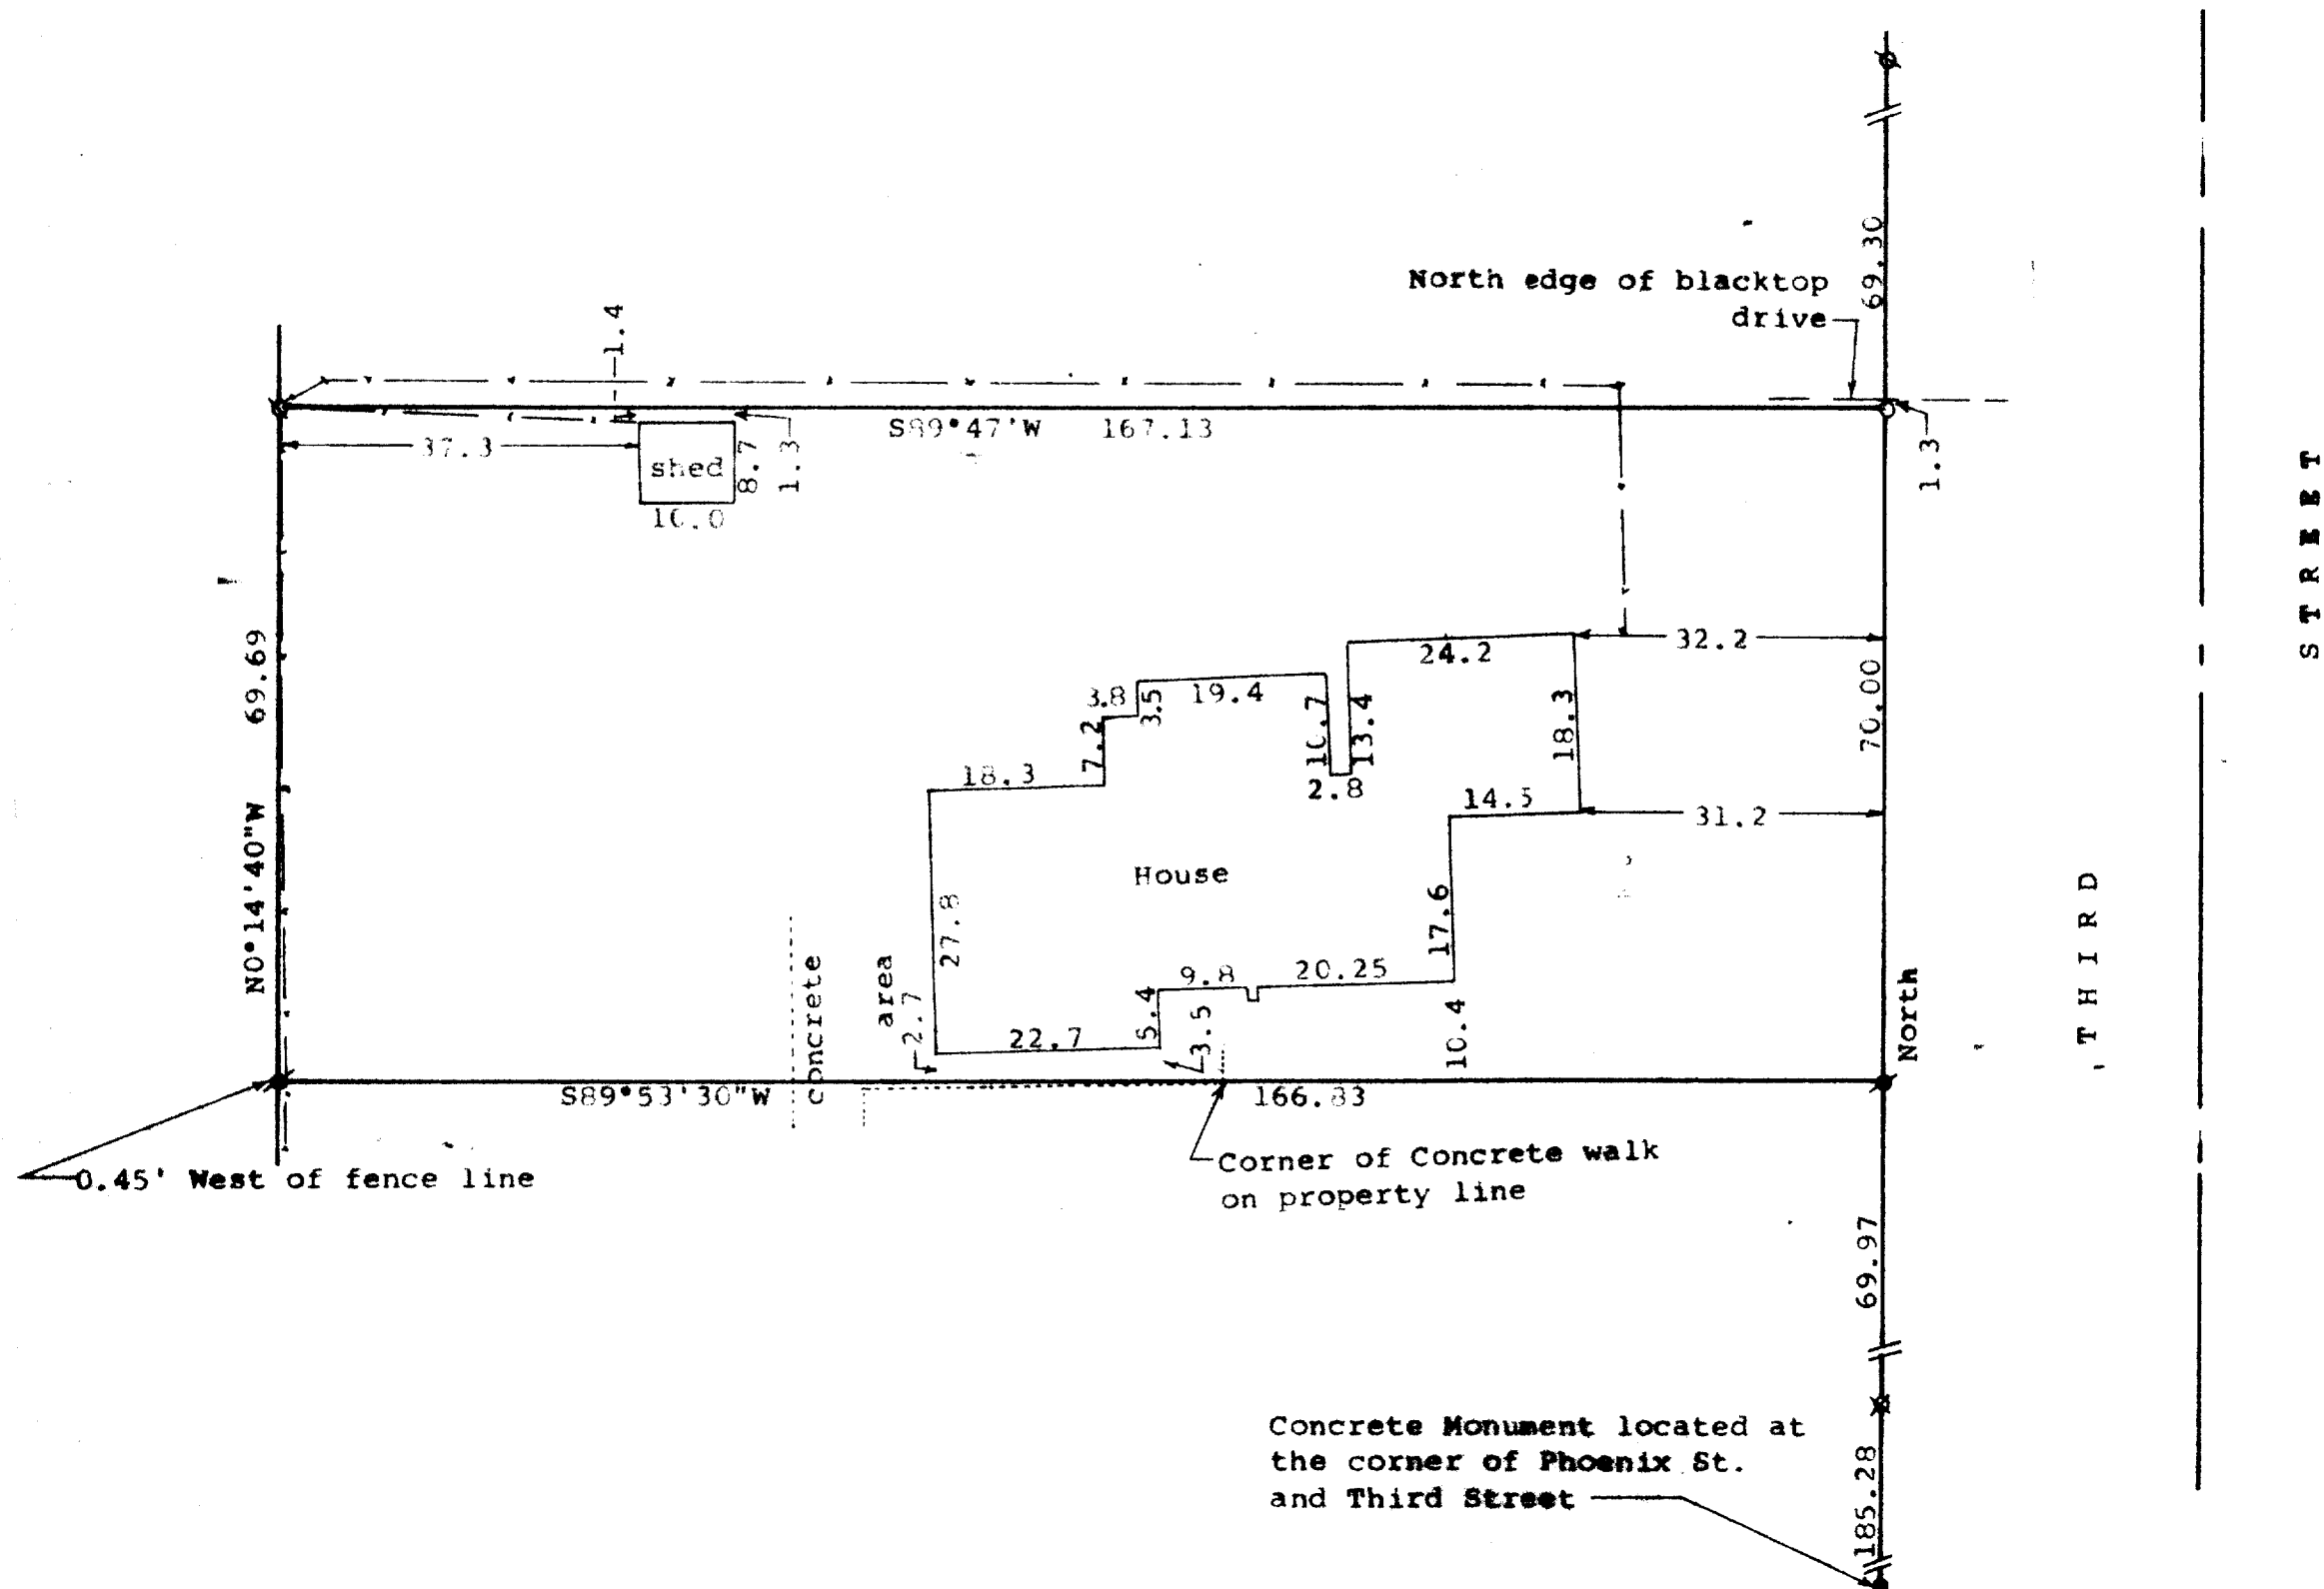 69.30
North edge of blacktop
drive
1.4
S89°47'W 167.13
37.3
shed
8.7
1.3
1.3
10.0
STREET
N0°14'40"W 69.69
32.2
24.2
3.8
3.5
19.4
10.7
13.4
18.3
70.00
7.2
18.3
2.8
14.5
31.2
House
THIRD
27.8
17.6
concrete
area
2.7
9.8
20.25
5.4
3.5
22.7
10.4
North
S89°53'30"W
166.83
Corner of Concrete walk
on property line
0.45' West of fence line
69.97
Concrete Monument located at
the corner of Phoenix St.
and Third Street
185.28